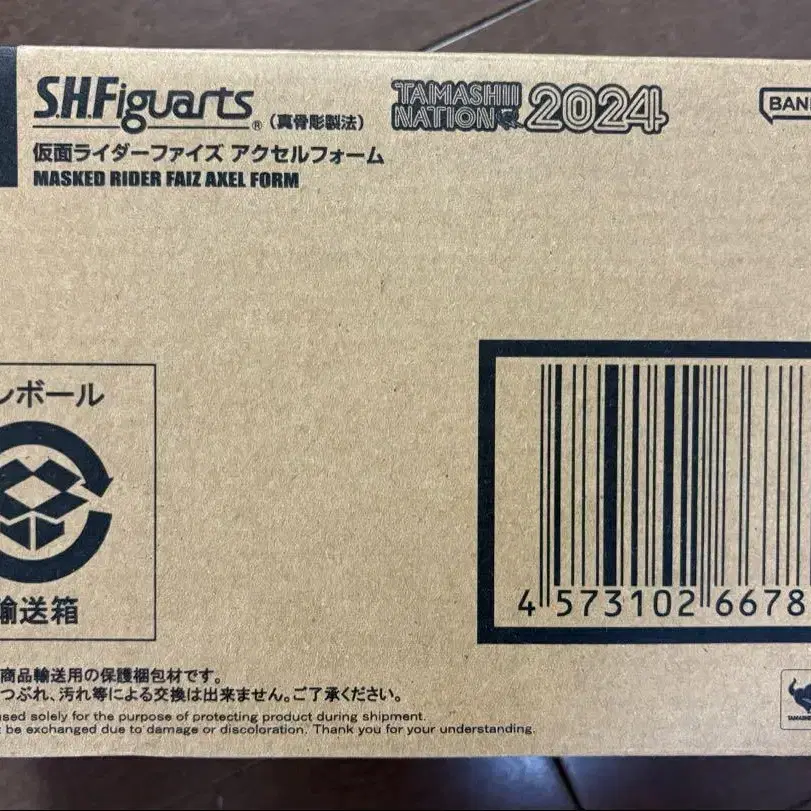 S.H.Figuarts® (真骨彫製法)
TAMASHII NATION 2024
BAN
仮面ライダーファイズ アクセルフォーム
MASKED RIDER FAIZ AXEL FORM
ンボール
輸送箱
4 573102 6678
商品輸送用の保護梱包材です。
つぶれ、汚れ等による交換は出来ません。ご了承ください。
used solely for the purpose of protecting product during shipment.
t be exchanged due to damage or discoloration. Thank you for your understanding.
TAMASHII